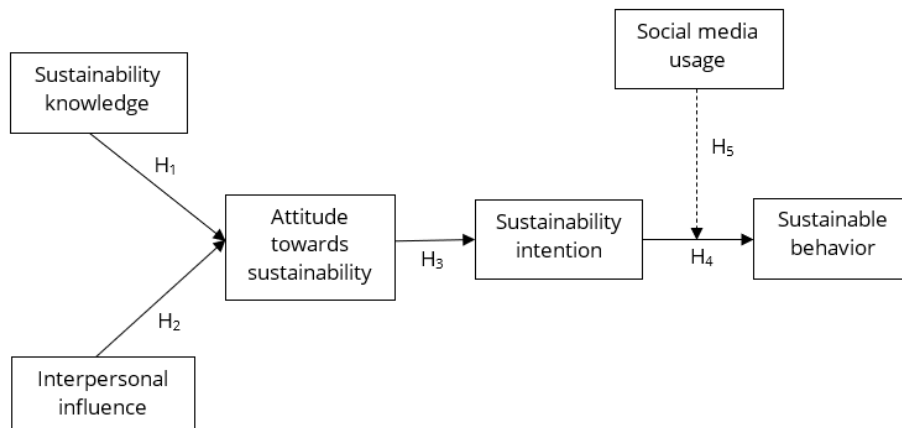 Social media
usage
Sustainability
knowledge
H₅
H₁
Attitude
towards
sustainability
Sustainability
intention
Sustainable
behavior
H₃
H₄
H₂
Interpersonal
influence